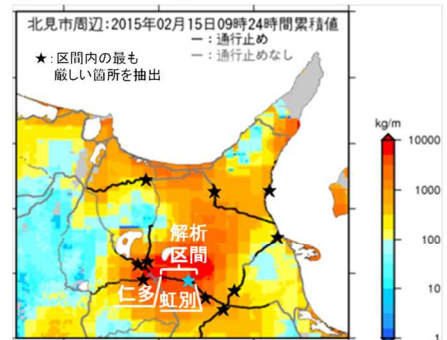 北見市周辺:2015年02月15日09時24時間累積値
ー:通行止め
ー:通行止めなし
★:区間内の最も
厳しい箇所を抽出
kg/m
10000
1000
100
10
1
解析
区間
仁多
虹別